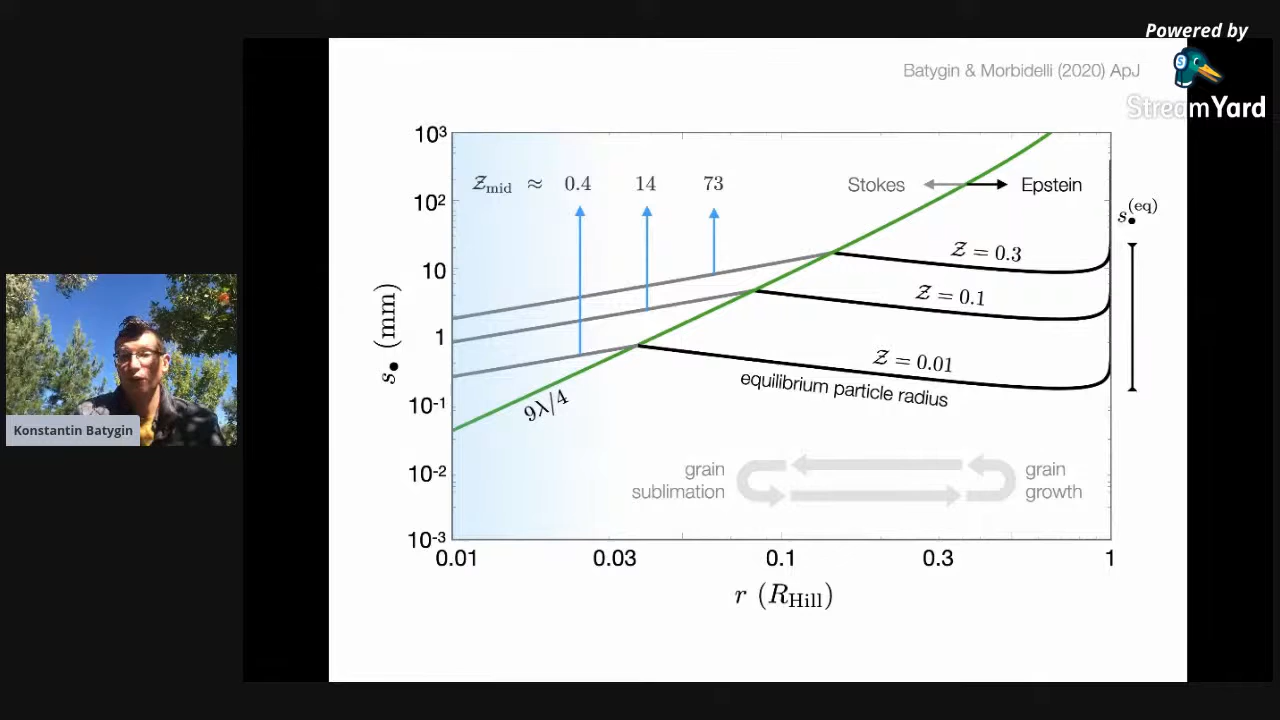 Powered by
StreamYard
Batygin & Morbidelli (2020) ApJ
10³
10²
10
1
10⁻¹
10⁻²
10⁻³
s• (mm)
𝒵mid ≈ 0.4 14 73
Stokes Epstein
s•(eq)
𝒵 = 0.3
𝒵 = 0.1
𝒵 = 0.01
equilibrium particle radius
9λ/4
grain
sublimation
grain
growth
0.01 0.03 0.1 0.3 1
r (RHill)
Konstantin Batygin